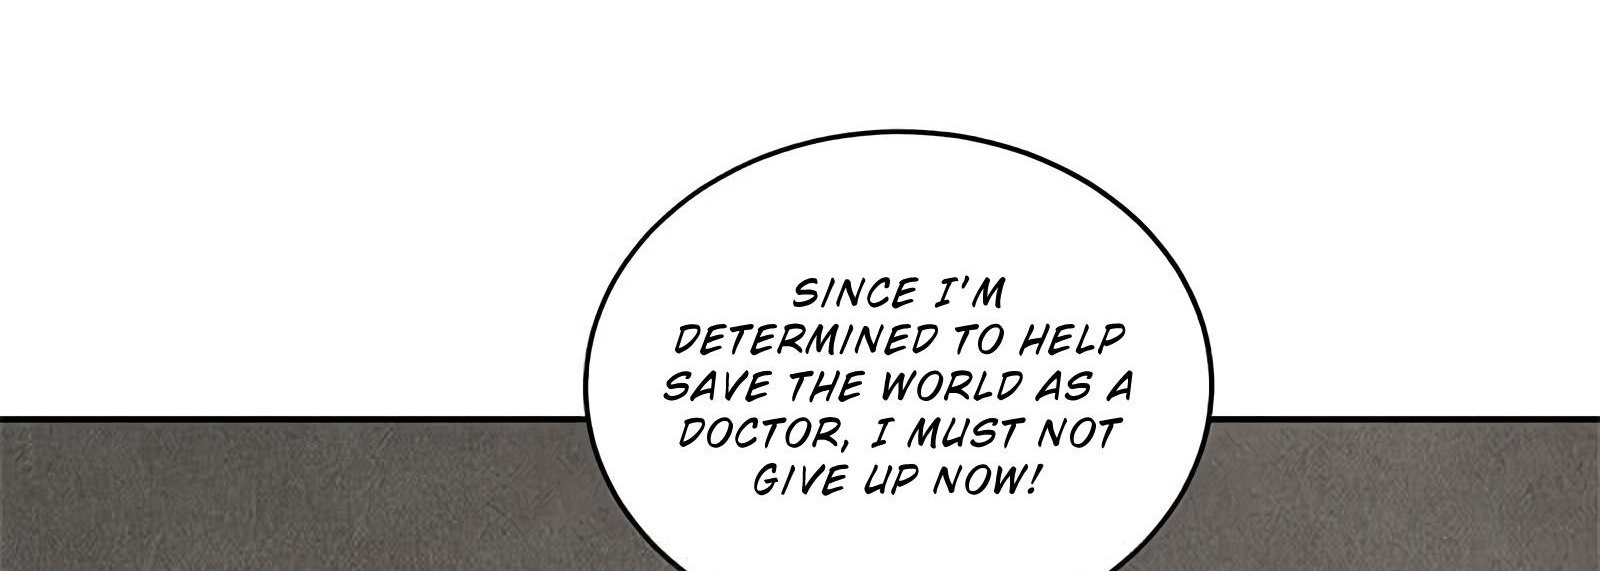 SINCE I'M
DETERMINED TO HELP
SAVE THE WORLD AS A
DOCTOR, I MUST NOT
GIVE UP NOW!